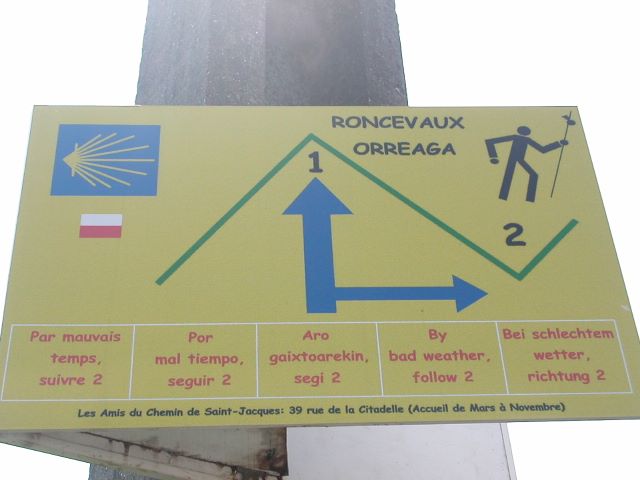 RONCEVAUX
ORREAGA
1
2
Par mauvais
temps,
suivre 2
Por
mal tiempo,
seguir 2
Aro
gaixtoarekin,
segi 2
By
bad weather,
follow 2
Bei schlechtem
wetter,
richtung 2
Les Amis du Chemin de Saint-Jacques: 39 rue de la Citadelle (Accueil de Mars à Novembre)